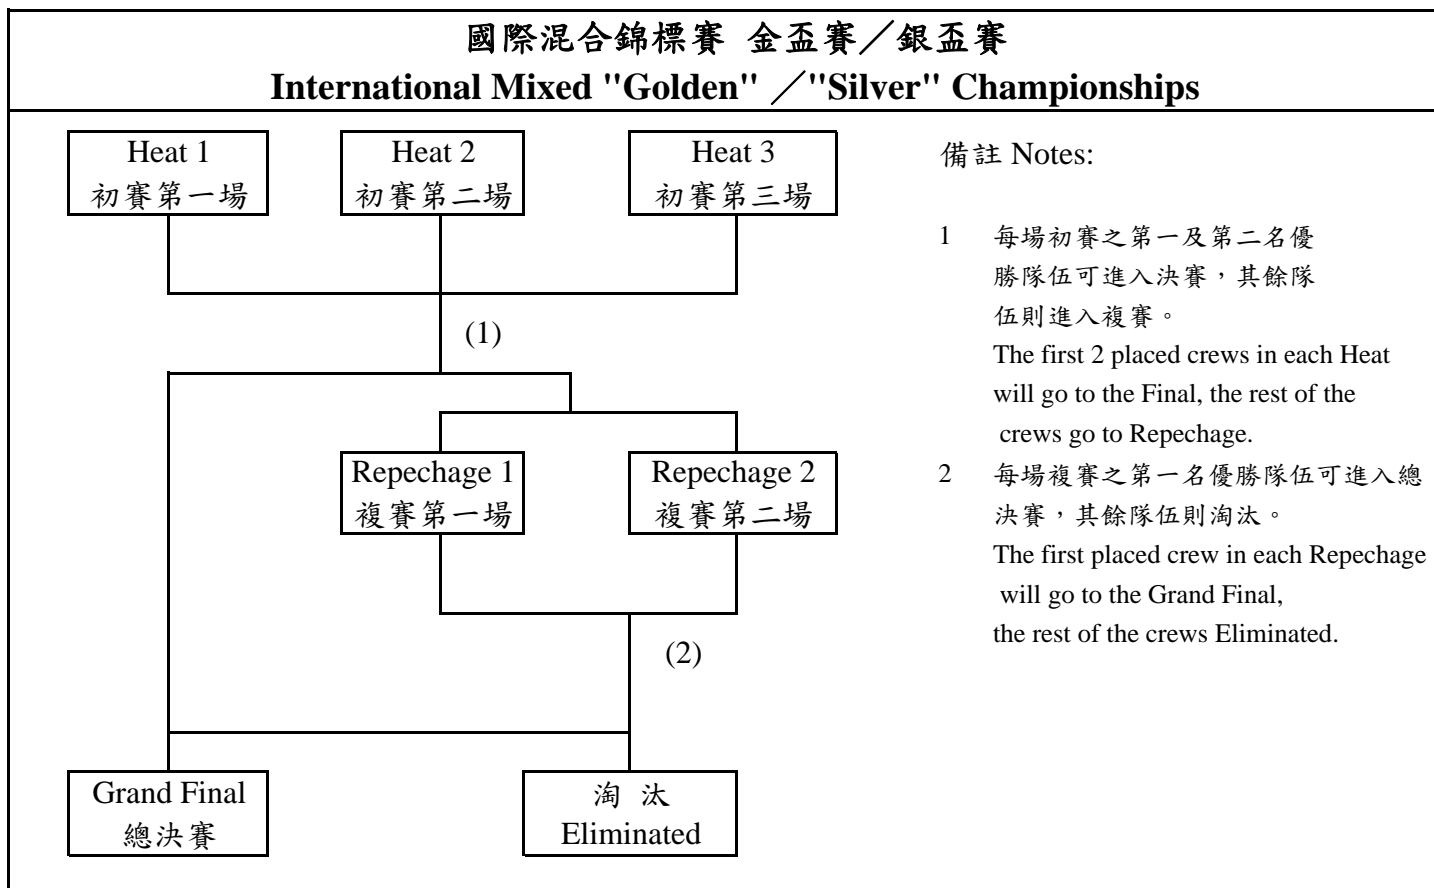 國際混合錦標賽 金盃賽／銀盃賽
International Mixed "Golden" ／"Silver" Championships
Heat 1
初賽第一場
Heat 2
初賽第二場
Heat 3
初賽第三場
(1)
Repechage 1
複賽第一場
Repechage 2
複賽第二場
(2)
Grand Final
總決賽
淘 汰
Eliminated
備註 Notes:
1 每場初賽之第一及第二名優
勝隊伍可進入決賽，其餘隊
伍則進入複賽。
The first 2 placed crews in each Heat
will go to the Final, the rest of the
crews go to Repechage.
2 每場複賽之第一名優勝隊伍可進入總
決賽，其餘隊伍則淘汰。
The first placed crew in each Repechage
will go to the Grand Final,
the rest of the crews Eliminated.